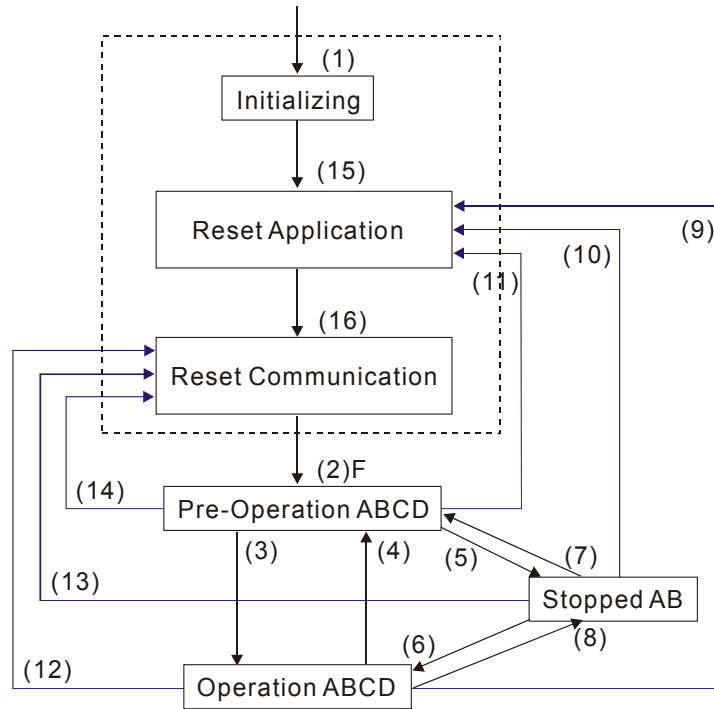 (1)
Initializing
(15)
Reset Application
(9)
(10)
(11)
(16)
Reset Communication
(2)F
(14)
Pre-Operation ABCD
(3)
(4)
(5)
(7)
(13)
Stopped AB
(6)
(8)
(12)
Operation ABCD